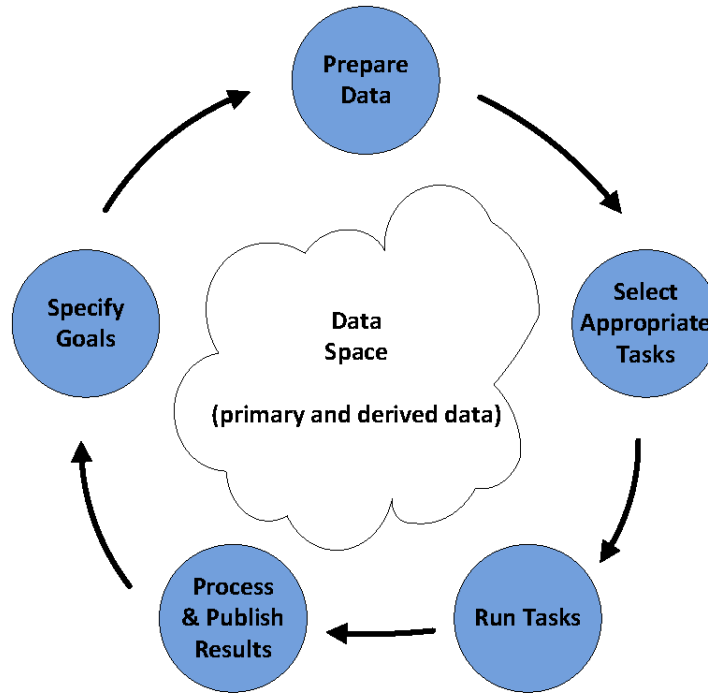 Prepare
Data
Select
Appropriate
Tasks
Run Tasks
Process
& Publish
Results
Specify
Goals
Data
Space
(primary and derived data)